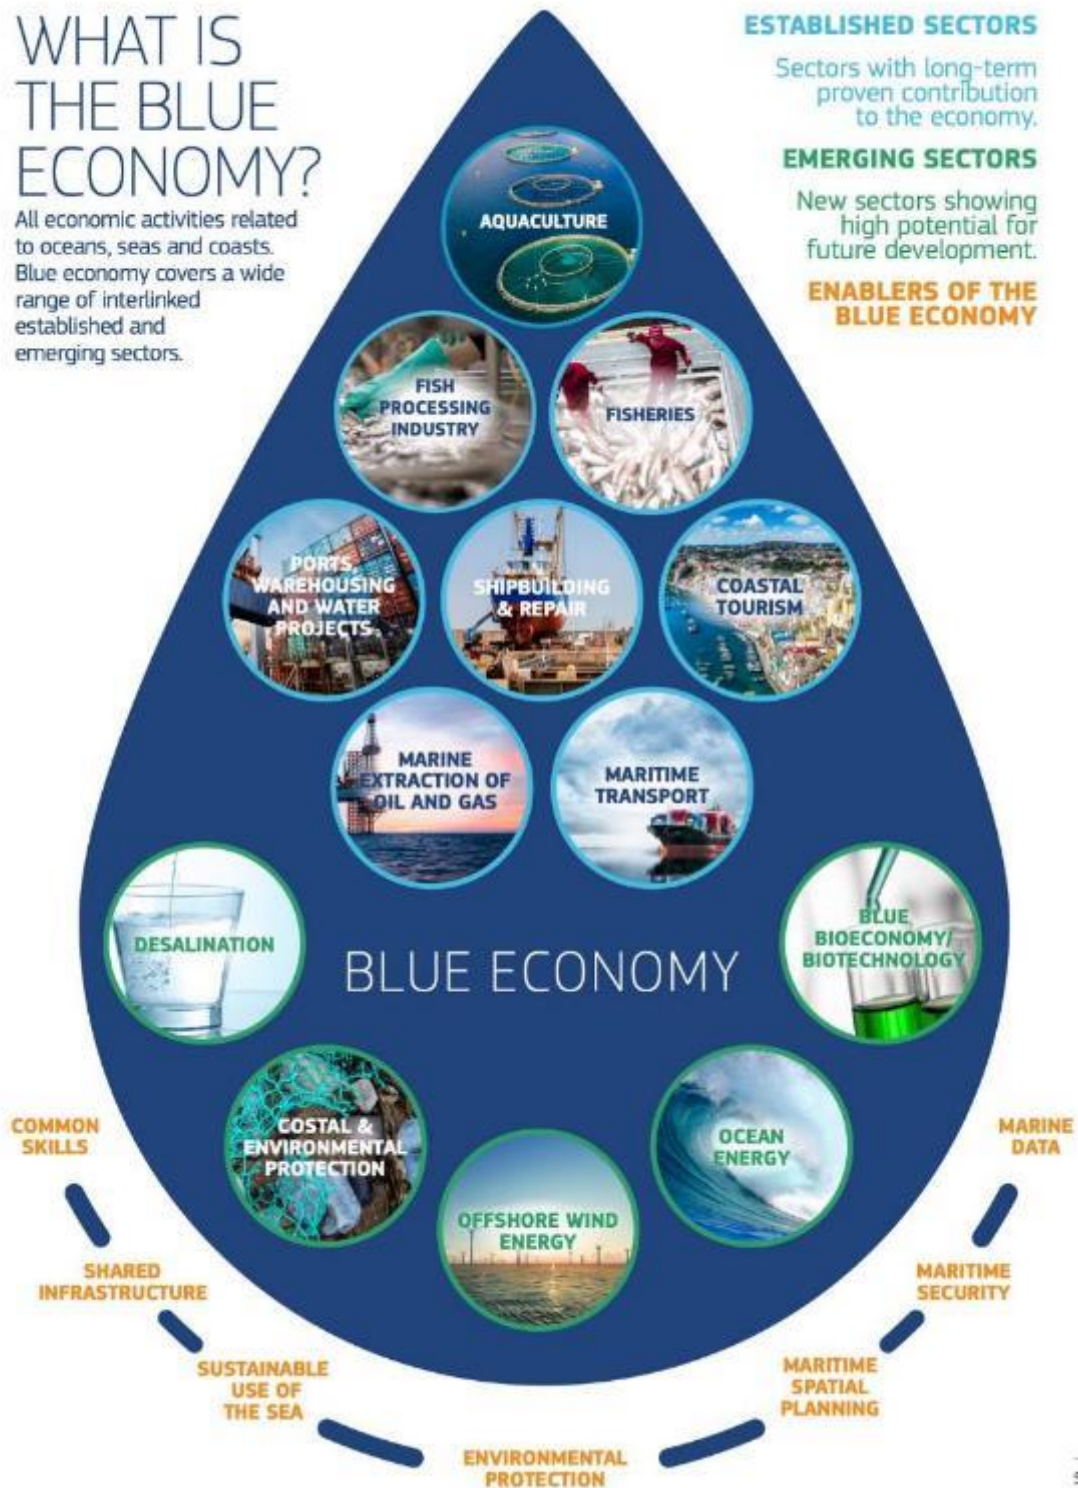 WHAT IS
THE BLUE
ECONOMY?
All economic activities related
to oceans, seas and coasts.
Blue economy covers a wide
range of interlinked
established and
emerging sectors.
ESTABLISHED SECTORS
Sectors with long-term
proven contribution
to the economy.
EMERGING SECTORS
New sectors showing
high potential for
future development.
ENABLERS OF THE
BLUE ECONOMY
AQUACULTURE
FISH
PROCESSING
INDUSTRY
FISHERIES
PORTS,
WAREHOUSING
AND WATER
PROJECTS
SHIPBUILDING
& REPAIR
COASTAL
TOURISM
MARINE
EXTRACTION OF
OIL AND GAS
MARITIME
TRANSPORT
DESALINATION
BLUE ECONOMY
BLUE
BIOECONOMY/
BIOTECHNOLOGY
COSTAL &
ENVIRONMENTAL
PROTECTION
OFFSHORE WIND
ENERGY
OCEAN
ENERGY
COMMON
SKILLS
SHARED
INFRASTRUCTURE
SUSTAINABLE
USE OF
THE SEA
ENVIRONMENTAL
PROTECTION
MARITIME
SPATIAL
PLANNING
MARITIME
SECURITY
MARINE
DATA